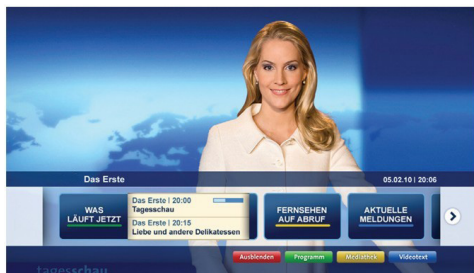 Das Erste
05.02.10 | 20:06
WAS
LÄUFT JETZT
Das Erste | 20:00
Tagesschau
Das Erste | 20:15
Liebe und andere Delikatessen
FERNSEHEN
AUF ABRUF
AKTUELLE
MELDUNGEN
Ausblenden
Programm
Mediathek
Videotext
tagesschau